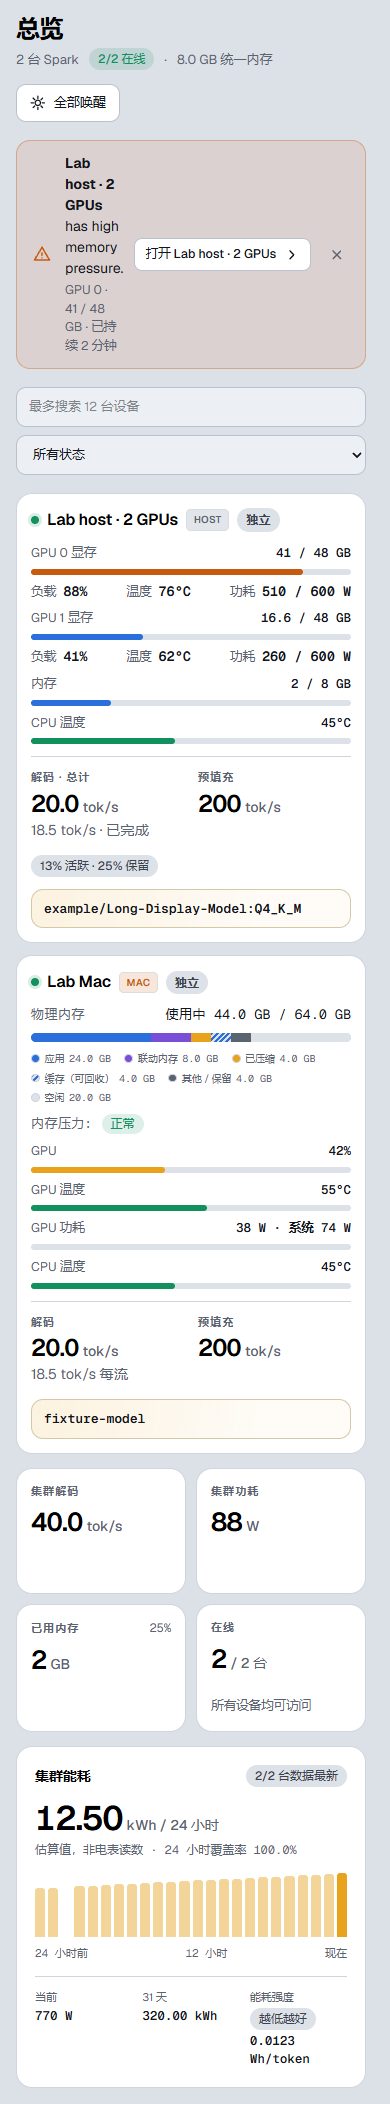 总览
2 台 Spark 2/2 在线 · 8.0 GB 统一内存
全部唤醒
Lab
host · 2
GPUs
has high
memory
pressure.
GPU 0 ·
41 / 48
GB · 已持
续 2 分钟
打开 Lab host · 2 GPUs
最多搜索 12 台设备
所有状态
Lab host · 2 GPUs HOST 独立
GPU 0 显存 41 / 48 GB
负载 88% 温度 76°C 功耗 510 / 600 W
GPU 1 显存 16.6 / 48 GB
负载 41% 温度 62°C 功耗 260 / 600 W
内存 2 / 8 GB
CPU 温度 45°C
解码 · 总计 预填充
20.0 tok/s 200 tok/s
18.5 tok/s · 已完成
13% 活跃 · 25% 保留
example/Long-Display-Model:Q4_K_M
Lab Mac MAC 独立
物理内存 使用中 44.0 GB / 64.0 GB
应用 24.0 GB 联动内存 8.0 GB 已压缩 4.0 GB
缓存（可回收） 4.0 GB 其他 / 保留 4.0 GB
空闲 20.0 GB
内存压力: 正常
GPU 42%
GPU 温度 55°C
GPU 功耗 38 W · 系统 74 W
CPU 温度 45°C
解码 预填充
20.0 tok/s 200 tok/s
18.5 tok/s 每流
fixture-model
集群解码 集群功耗
40.0 tok/s 88 W
已用内存 25% 在线
2 GB 2 / 2 台
所有设备均可访问
集群能耗 2/2 台数据最新
12.50 kWh / 24 小时
估算值，非电表读数 · 24 小时覆盖率 100.0%
24 小时前 12 小时 现在
当前 31 天 能耗强度
770 W 320.00 kWh 越低越好
0.0123
Wh/token